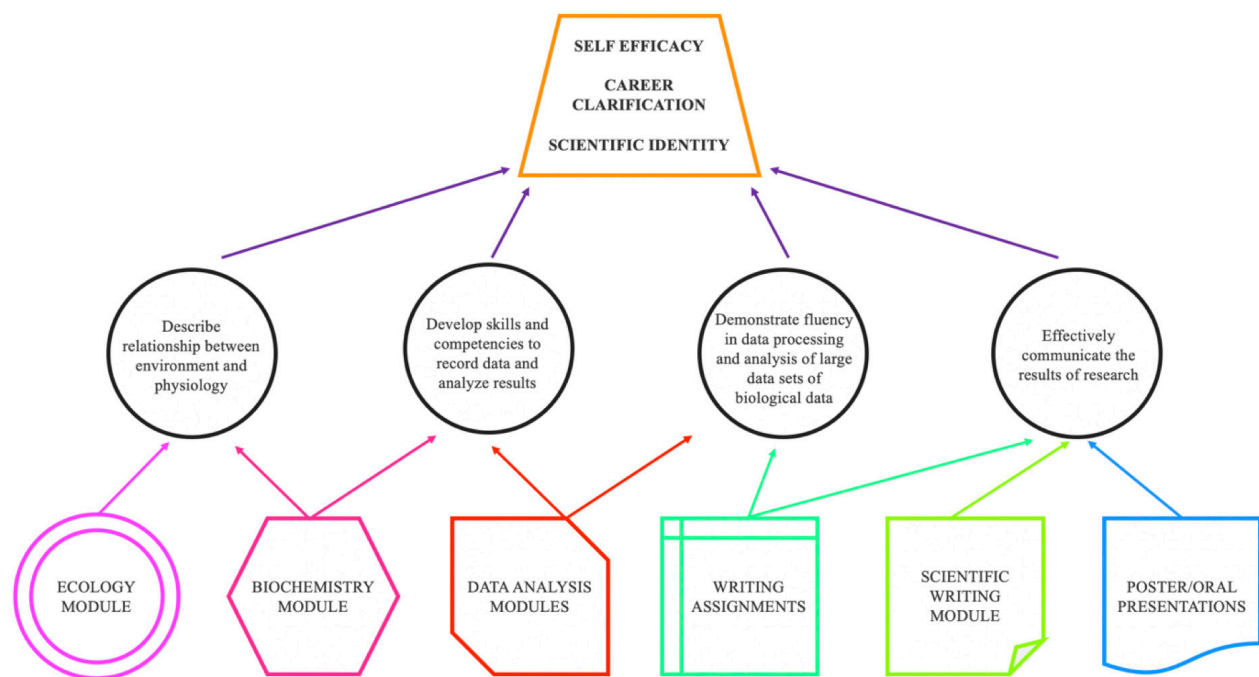 SELF EFFICACY
CAREER
CLARIFICATION
SCIENTIFIC IDENTITY
Describe
relationship between
environment and
physiology
Develop skills and
competencies to
record data and
analyze results
Demonstrate fluency
in data processing
and analysis of large
data sets of
biological data
Effectively
communicate the
results of research
ECOLOGY
MODULE
BIOCHEMISTRY
MODULE
DATA ANALYSIS
MODULES
WRITING
ASSIGNMENTS
SCIENTIFIC
WRITING
MODULE
POSTER/ORAL
PRESENTATIONS